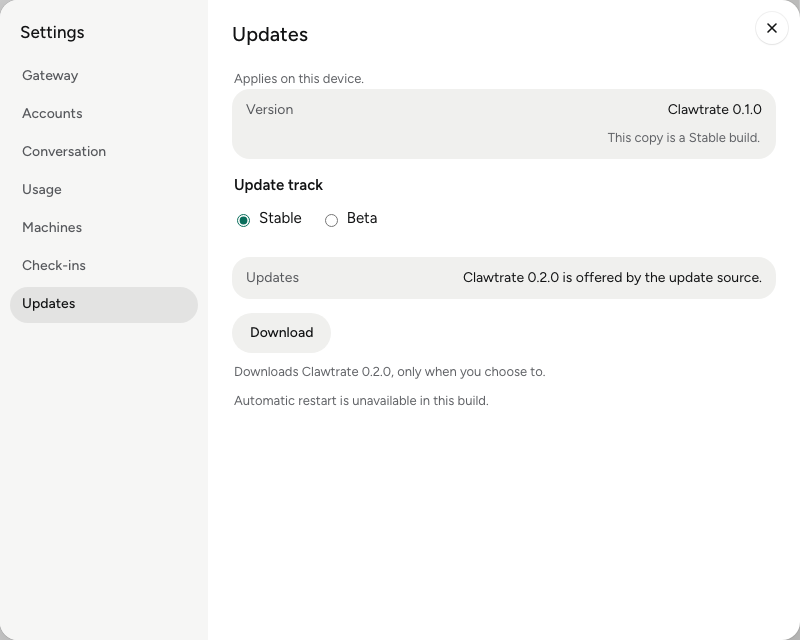 Settings
Gateway
Accounts
Conversation
Usage
Machines
Check-ins
Updates
Updates
Applies on this device.
Version Clawtrate 0.1.0
This copy is a Stable build.
Update track
Stable Beta
Updates Clawtrate 0.2.0 is offered by the update source.
Download
Downloads Clawtrate 0.2.0, only when you choose to.
Automatic restart is unavailable in this build.